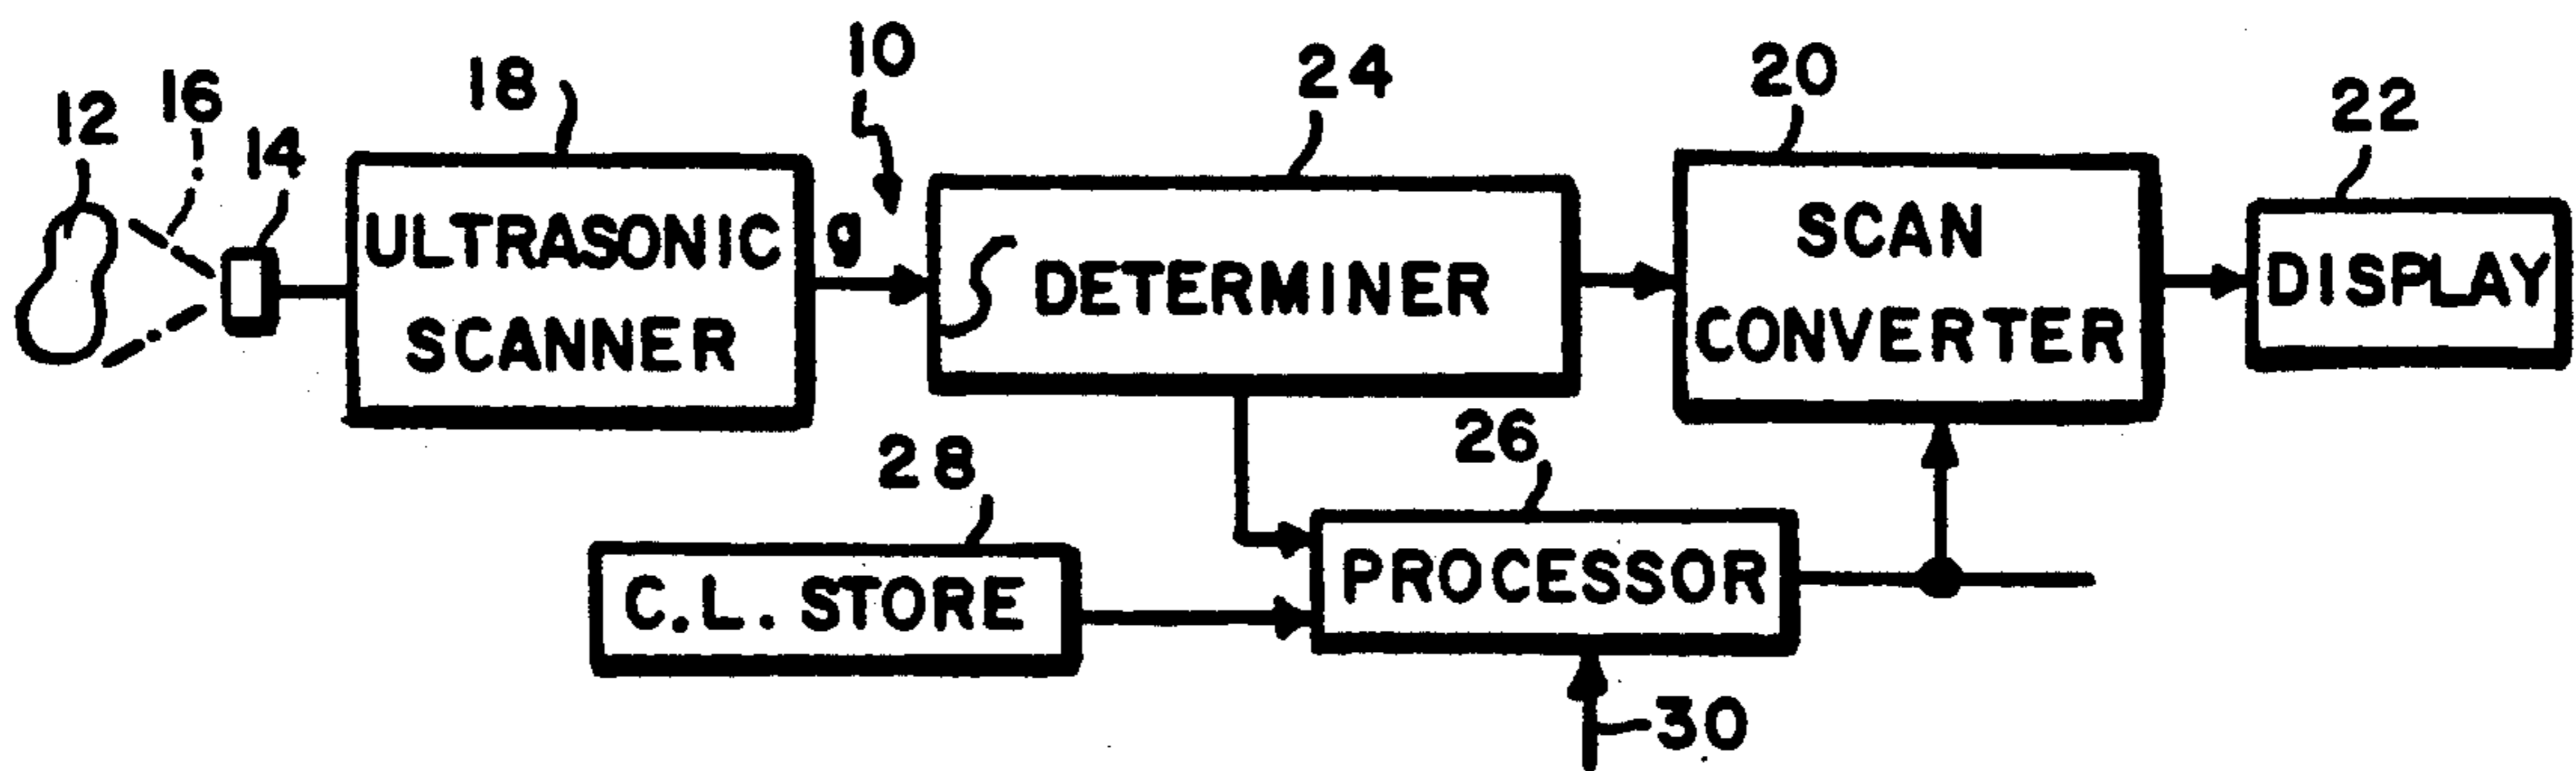 10
24
20
18
22
16
12
14
ULTRASONIC
SCANNER
g
∫ DETERMINER
SCAN
CONVERTER
DISPLAY
28
26
C.L. STORE
PROCESSOR
30